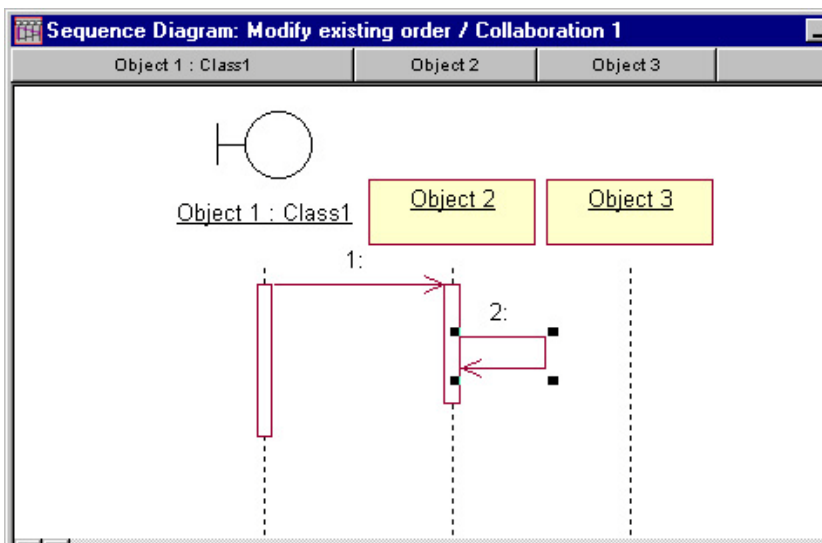 Sequence Diagram: Modify existing order / Collaboration 1
Object 1 : Class1 Object 2 Object 3
Object 1 : Class1 Object 2 Object 3
1:
2: